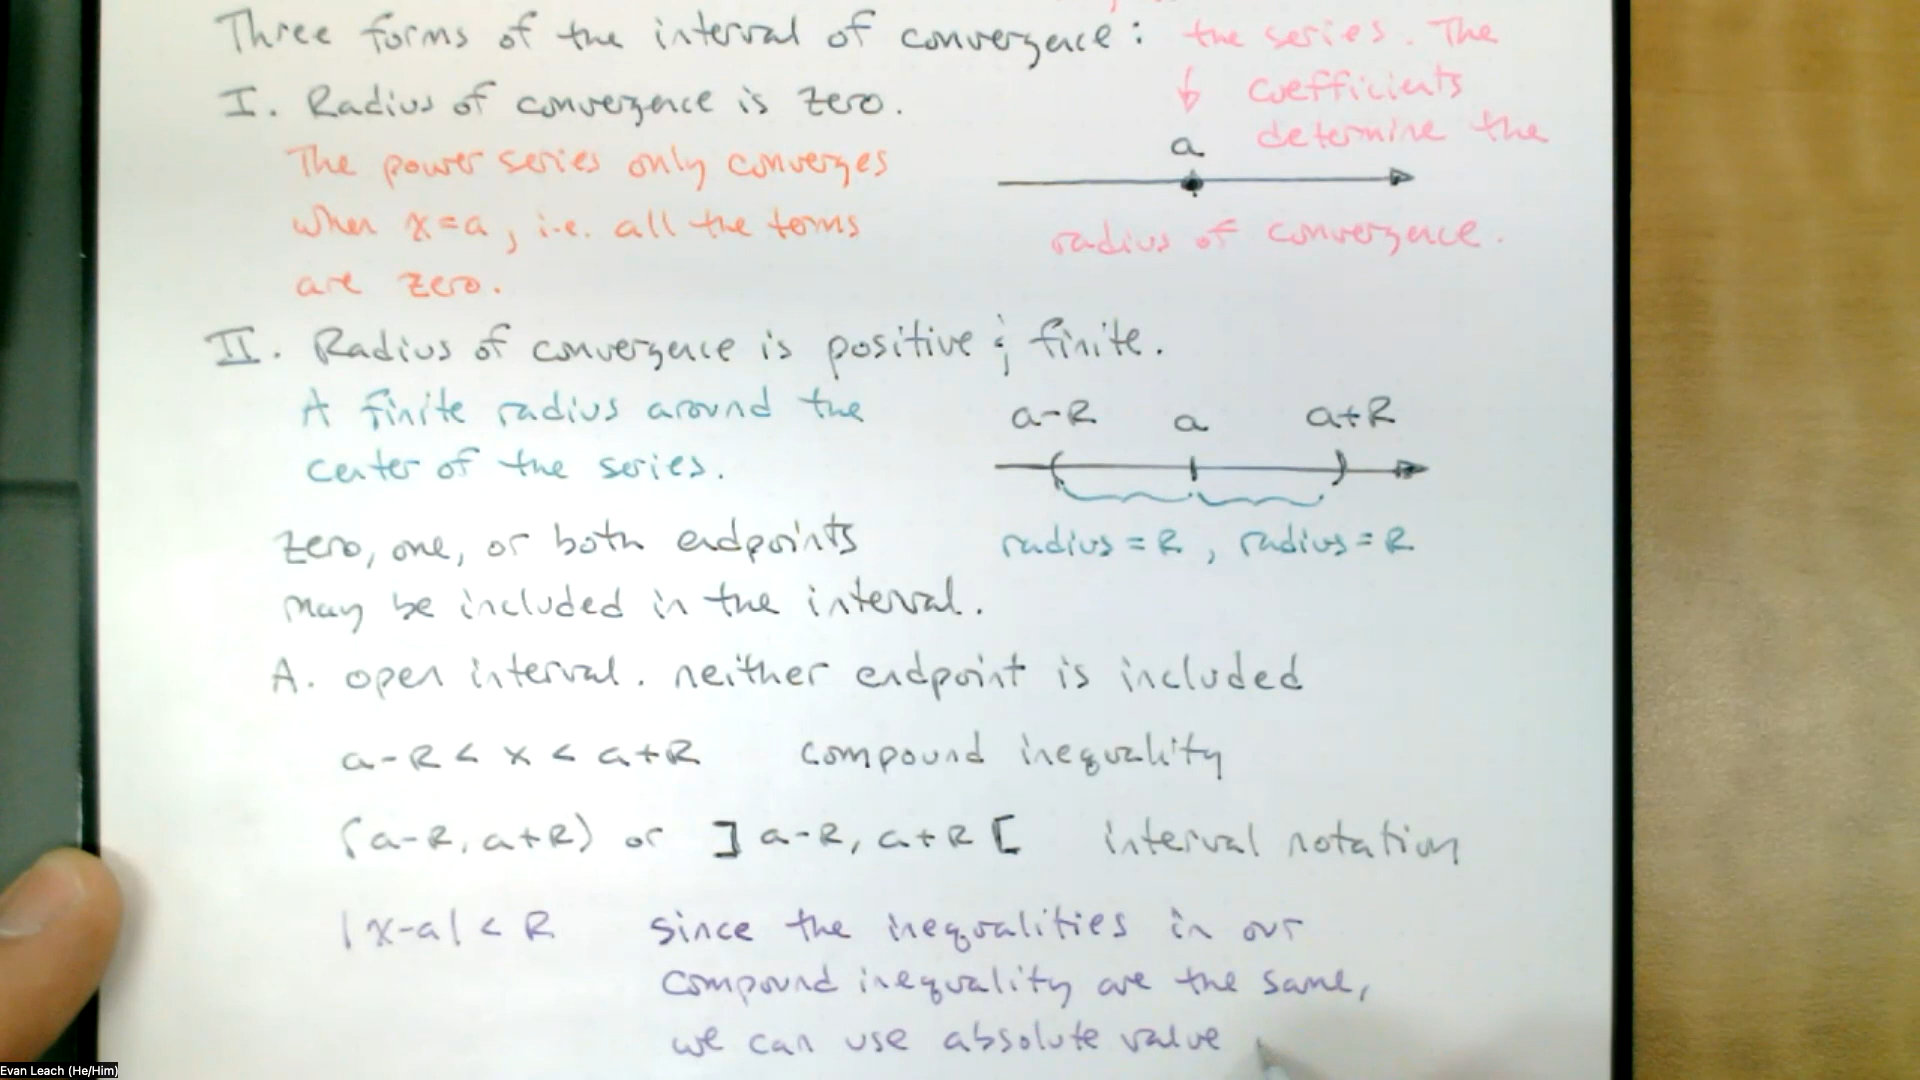 Three forms of the interval of convergence: the series. The
coefficients
I. Radius of convergence is zero.
determine the
a
The power series only converges
when x=a, i.e. all the terms
radius of convergence.
are zero.
II. Radius of convergence is positive & finite.
A finite radius around the
a-R a a+R
center of the series.
zero, one, or both endpoints
radius = R, radius = R
may be included in the interval.
A. open interval. neither endpoint is included
a-R < x < a+R compound inequality
(a-R, a+R) or ]a-R, a+R[ interval notation
|x-a| < R since the inequalities in our
compound inequality are the same,
we can use absolute value
Evan Leach (He/Him)